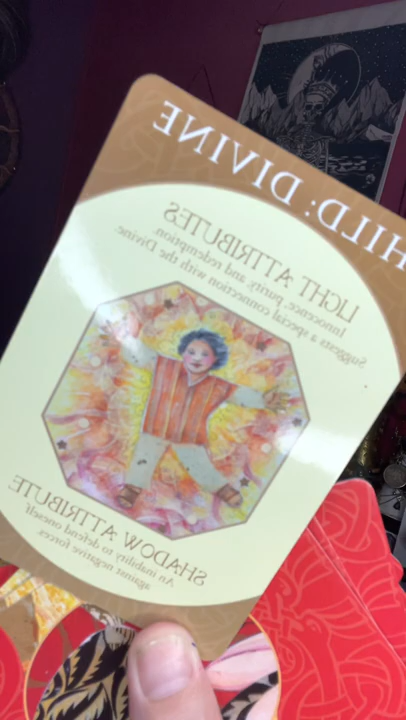 HILD: DIVINE
LIGHT ATTRIBUTES
Innocence, purity, and redemption.
Suggests a special connection with the Divine.
SHADOW ATTRIBUTE
An inability to defend oneself
against negative forces.